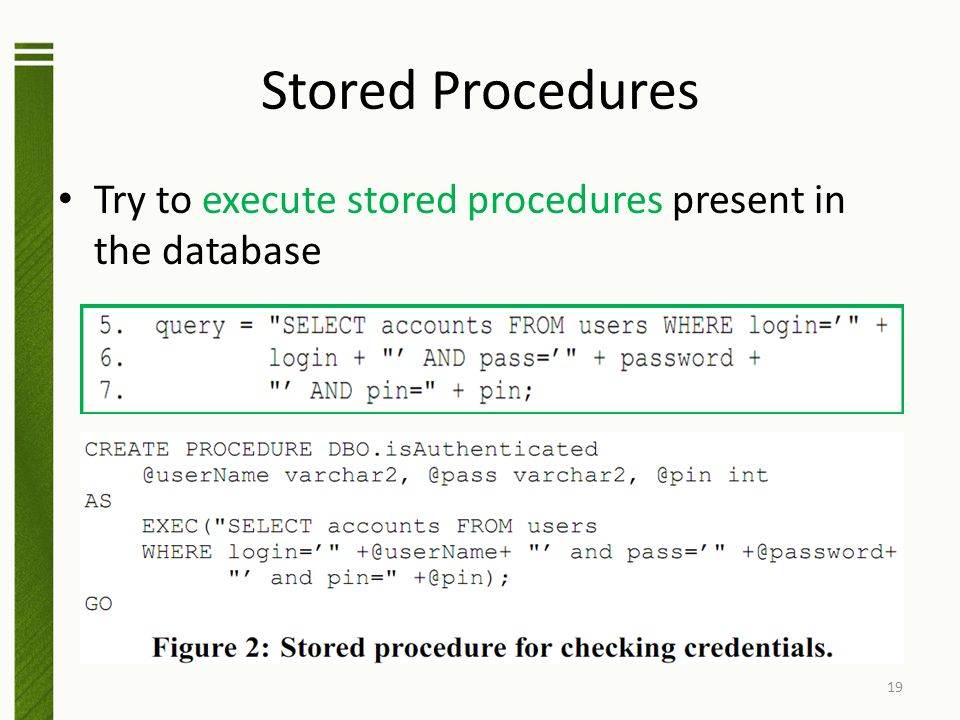 Stored Procedures
• Try to execute stored procedures present in
the database
5. query = "SELECT accounts FROM users WHERE login='" +
6. login + "' AND pass='" + password +
7. "' AND pin=" + pin;
CREATE PROCEDURE DBO.isAuthenticated
@userName varchar2, @pass varchar2, @pin int
AS
EXEC("SELECT accounts FROM users
WHERE login='" +@userName+ "' and pass='" +@password+
"' and pin=" +@pin);
GO
Figure 2: Stored procedure for checking credentials.
19